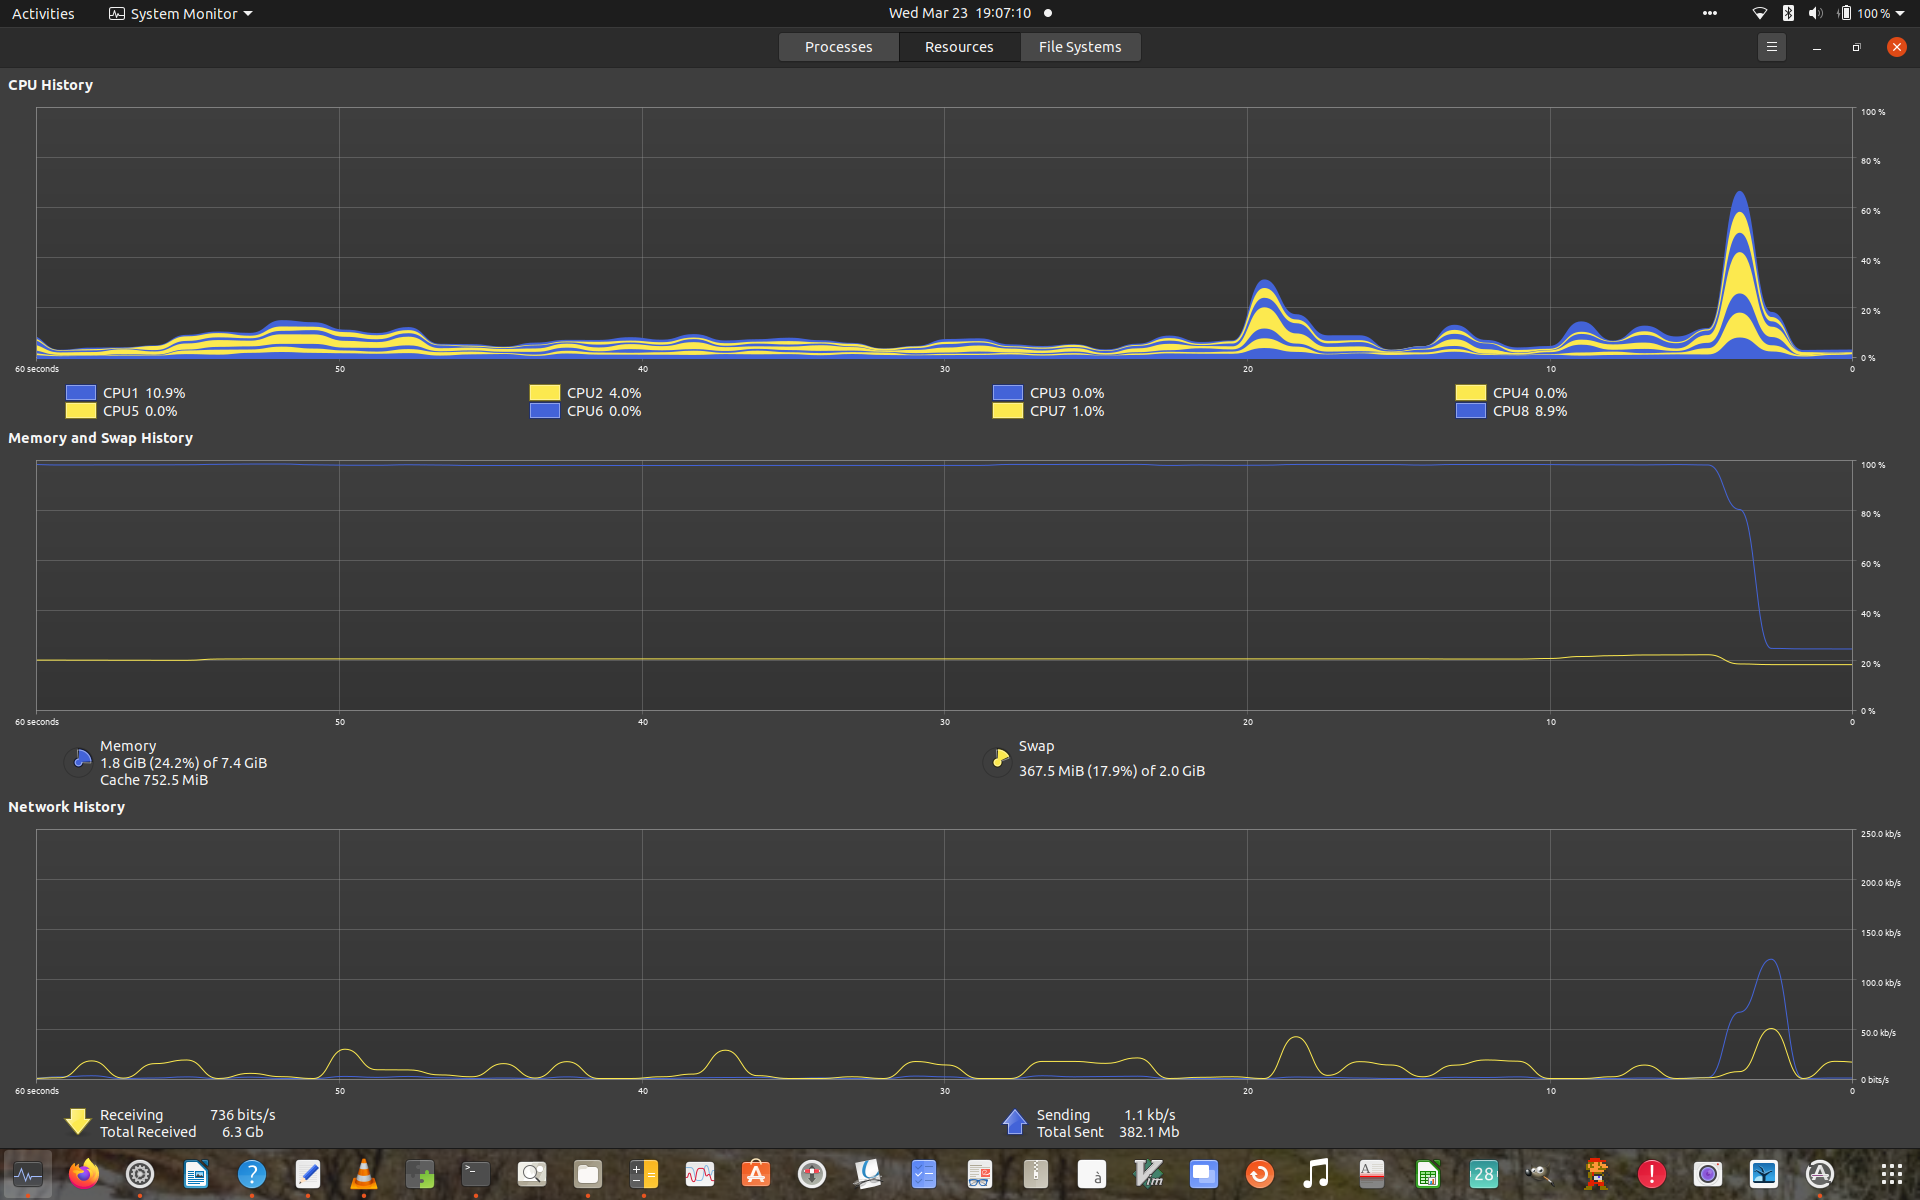 Activities System Monitor Wed Mar 23 19:07:10 100 %
Processes Resources File Systems
CPU History
100 %
80 %
60 %
40 %
20 %
0 %
60 seconds 50 40 30 20 10 0
CPU1 10.9% CPU2 4.0% CPU3 0.0% CPU4 0.0%
CPU5 0.0% CPU6 0.0% CPU7 1.0% CPU8 8.9%
Memory and Swap History
100 %
80 %
60 %
40 %
20 %
0 %
60 seconds 50 40 30 20 10 0
Memory
1.8 GiB (24.2%) of 7.4 GiB
Cache 752.5 MiB
Swap
367.5 MiB (17.9%) of 2.0 GiB
Network History
250.0 kb/s
200.0 kb/s
150.0 kb/s
100.0 kb/s
50.0 kb/s
0 bits/s
60 seconds 50 40 30 20 10 0
Receiving 736 bits/s
Total Received 6.3 Gb
Sending 1.1 kb/s
Total Sent 382.1 Mb
? >_ A à Vim A 28 ! A